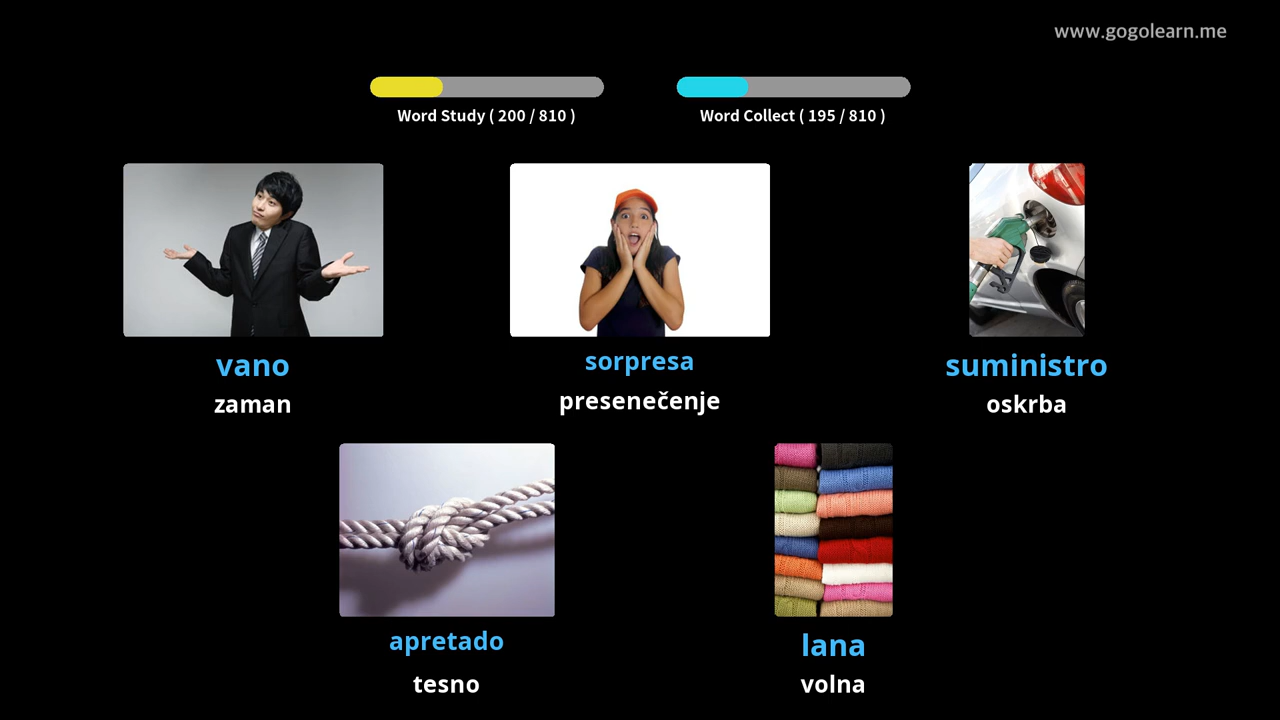 www.gogolearn.me
Word Study ( 200 / 810 )
Word Collect ( 195 / 810 )
vano
zaman
sorpresa
presenečenje
suministro
oskrba
apretado
tesno
lana
volna